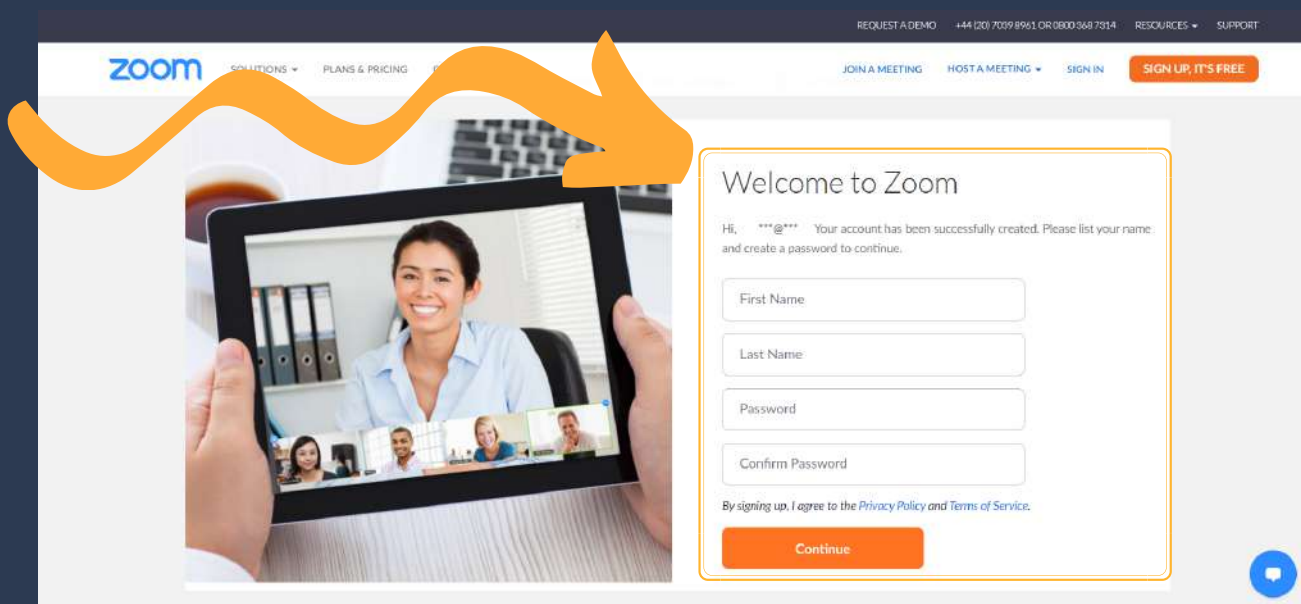 REQUEST A DEMO +44 (20) 7039 8961 OR 0800 368 7314 RESOURCES SUPPORT
zoom SOLUTIONS PLANS & PRICING JOIN A MEETING HOST A MEETING SIGN IN SIGN UP, IT'S FREE
Welcome to Zoom
Hi, ***@*** Your account has been successfully created. Please list your name
and create a password to continue.
First Name
Last Name
Password
Confirm Password
By signing up, I agree to the Privacy Policy and Terms of Service.
Continue